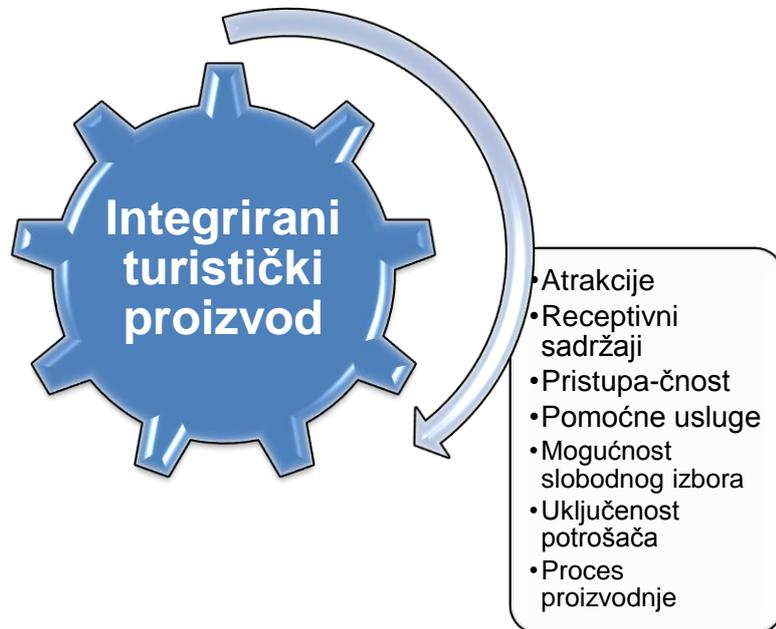 Integrirani
turistički
proizvod
•Atrakcije
•Receptivni
sadržaji
•Pristupa-čnost
•Pomoćne usluge
•Mogućnost
slobodnog izbora
•Uključenost
potrošača
•Proces
proizvodnje